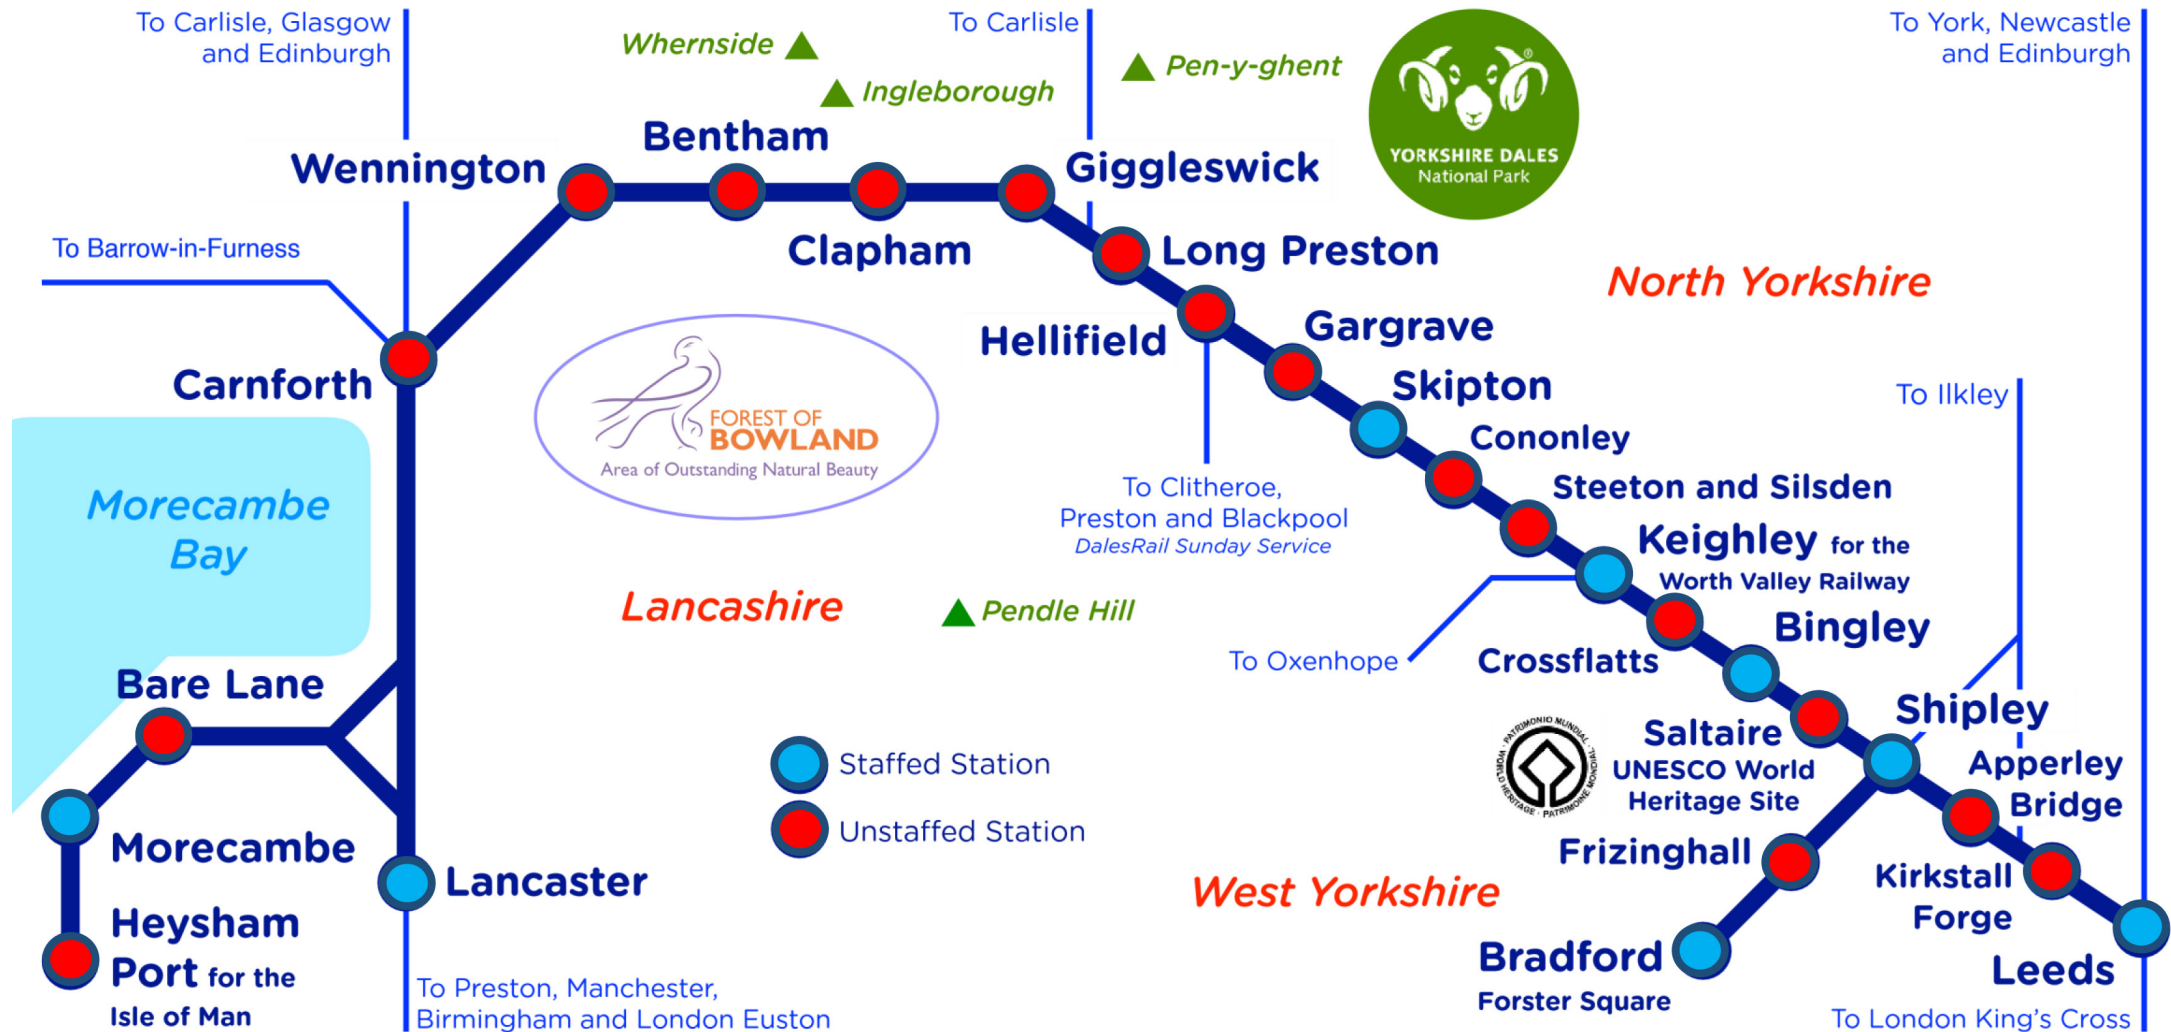 To Carlisle, Glasgow
and Edinburgh
Whernside
Ingleborough
To Carlisle
Pen-y-ghent
®
YORKSHIRE DALES
National Park
To York, Newcastle
and Edinburgh
Wennington
Bentham
Clapham
Giggleswick
To Barrow-in-Furness
Long Preston
North Yorkshire
Hellifield
Gargrave
Carnforth
Skipton
To Ilkley
FOREST OF
BOWLAND
Area of Outstanding Natural Beauty
Cononley
Morecambe
Bay
To Clitheroe,
Preston and Blackpool
DalesRail Sunday Service
Steeton and Silsden
Keighley for the
Worth Valley Railway
Lancashire
Pendle Hill
Bingley
To Oxenhope
Crossflatts
Bare Lane
Shipley
Saltaire
UNESCO World
Heritage Site
WORLD HERITAGE · PATRIMOINE MONDIAL · PATRIMONIO MUNDIAL ·
Apperley
Bridge
Staffed Station
Unstaffed Station
Morecambe
Lancaster
Frizinghall
West Yorkshire
Kirkstall
Forge
Heysham
Port for the
Isle of Man
Bradford
Forster Square
Leeds
To Preston, Manchester,
Birmingham and London Euston
To London King's Cross